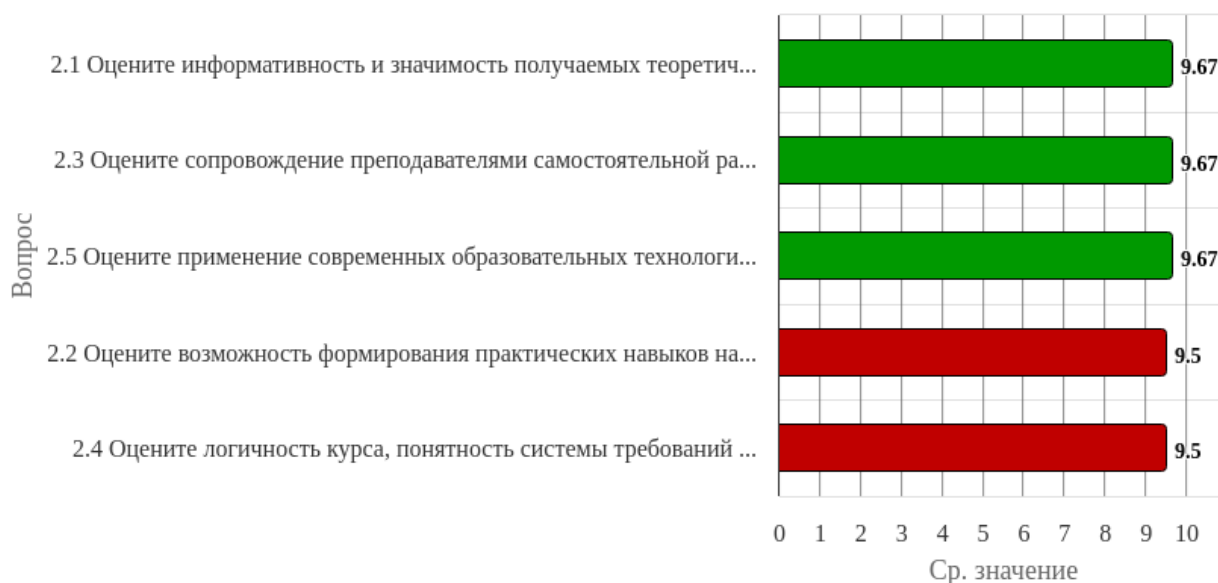 2.1 Оцените информативность и значимость получаемых теоретич... 9.67
2.3 Оцените сопровождение преподавателями самостоятельной ра... 9.67
Вопрос
2.5 Оцените применение современных образовательных технологи... 9.67
2.2 Оцените возможность формирования практических навыков на... 9.5
2.4 Оцените логичность курса, понятность системы требований ... 9.5
0 1 2 3 4 5 6 7 8 9 10
Ср. значение